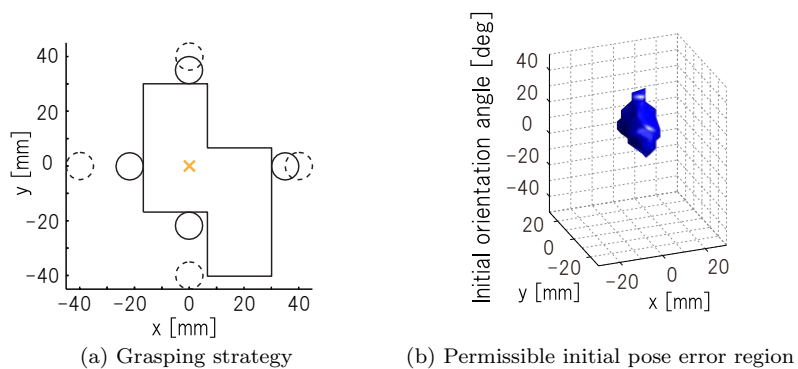 40
20
0
−20
−40
y [mm]
−40 −20 0 20 40
x [mm]
(a) Grasping strategy
Initial orientation angle [deg]
40
20
0
−20
−40
20
0
−20
y [mm]
−20 0 20
x [mm]
(b) Permissible initial pose error region